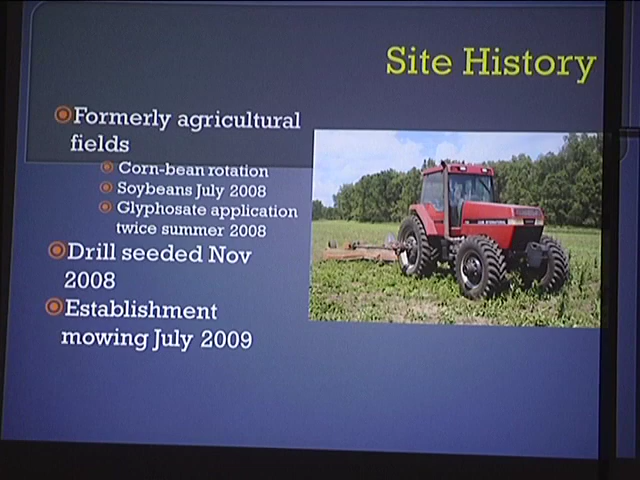 Site History
Formerly agricultural
fields
Corn-bean rotation
Soybeans July 2008
Glyphosate application
twice summer 2008
Drill seeded Nov
2008
Establishment
mowing July 2009